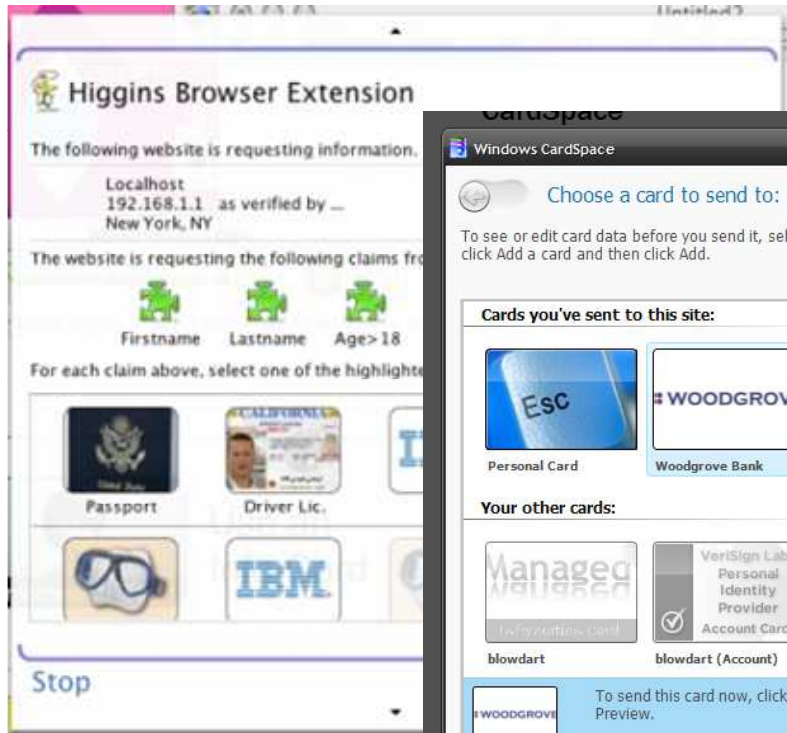 Untitled2
Higgins Browser Extension
The following website is requesting information.
Localhost
192.168.1.1 as verified by ...
New York, NY
The website is requesting the following claims fro
Firstname Lastname Age>18
For each claim above, select one of the highlighte
CALIFORNIA
Passport Driver Lic.
IBM
Stop
CardSpace
Windows CardSpace
Choose a card to send to:
To see or edit card data before you send it, sel
click Add a card and then click Add.
Cards you've sent to this site:
Esc
WOODGROV
Personal Card Woodgrove Bank
Your other cards:
Managed
Information Card
VeriSign Lab
Personal
Identity
Provider
Account Card
blowdart blowdart (Account)
WOODGROVE
To send this card now, click
Preview.